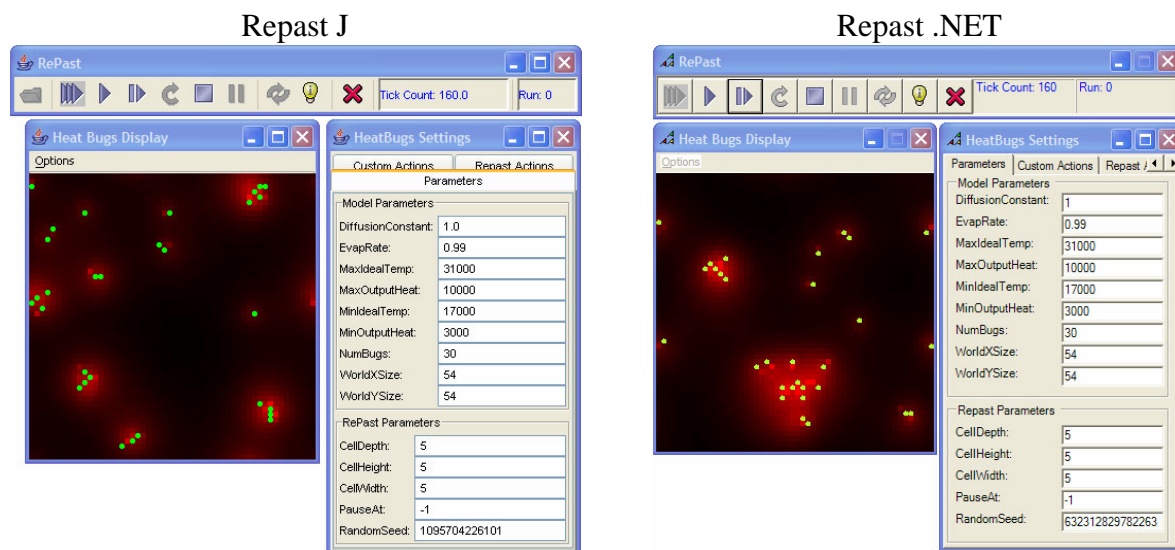 Repast J
RePast
Tick Count: 160.0
Run: 0
Heat Bugs Display
Options
HeatBugs Settings
Custom Actions
Repast Actions
Parameters
Model Parameters
DiffusionConstant: 1.0
EvapRate: 0.99
MaxIdealTemp: 31000
MaxOutputHeat: 10000
MinIdealTemp: 17000
MinOutputHeat: 3000
NumBugs: 30
WorldXSize: 54
WorldYSize: 54
RePast Parameters
CellDepth: 5
CellHeight: 5
CellWidth: 5
PauseAt: -1
RandomSeed: 1095704226101
Repast .NET
RePast
Tick Count: 160
Run: 0
Heat Bugs Display
Options
HeatBugs Settings
Parameters
Custom Actions
Repast
Model Parameters
DiffusionConstant: 1
EvapRate: 0.99
MaxIdealTemp: 31000
MaxOutputHeat: 10000
MinIdealTemp: 17000
MinOutputHeat: 3000
NumBugs: 30
WorldXSize: 54
WorldYSize: 54
Repast Parameters
CellDepth: 5
CellHeight: 5
CellWidth: 5
PauseAt: -1
RandomSeed: 632312829782263